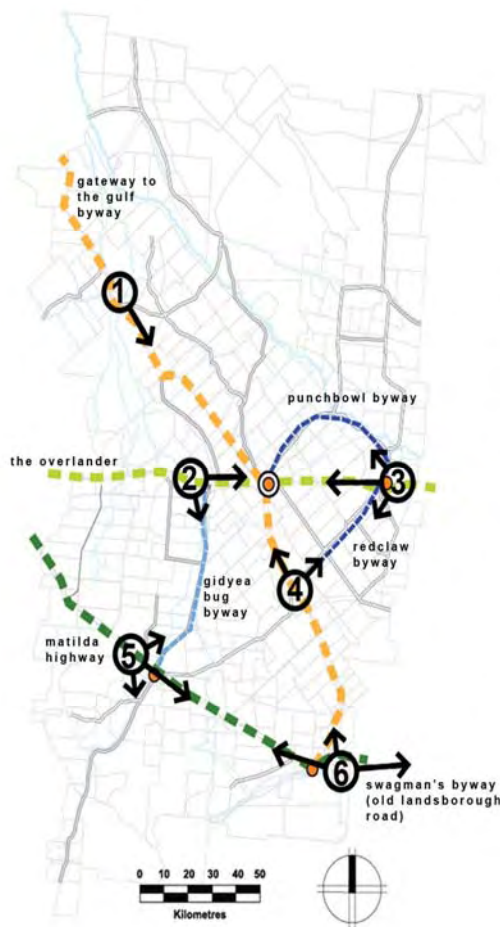 gateway to
the gulf
byway
1
punchbowl byway
the overlander
2
3
redclaw
byway
gidyea
bug
byway
4
matilda
highway
5
6
swagman's byway
(old landsborough
road)
0 10 20 30 40 50
Kilometres